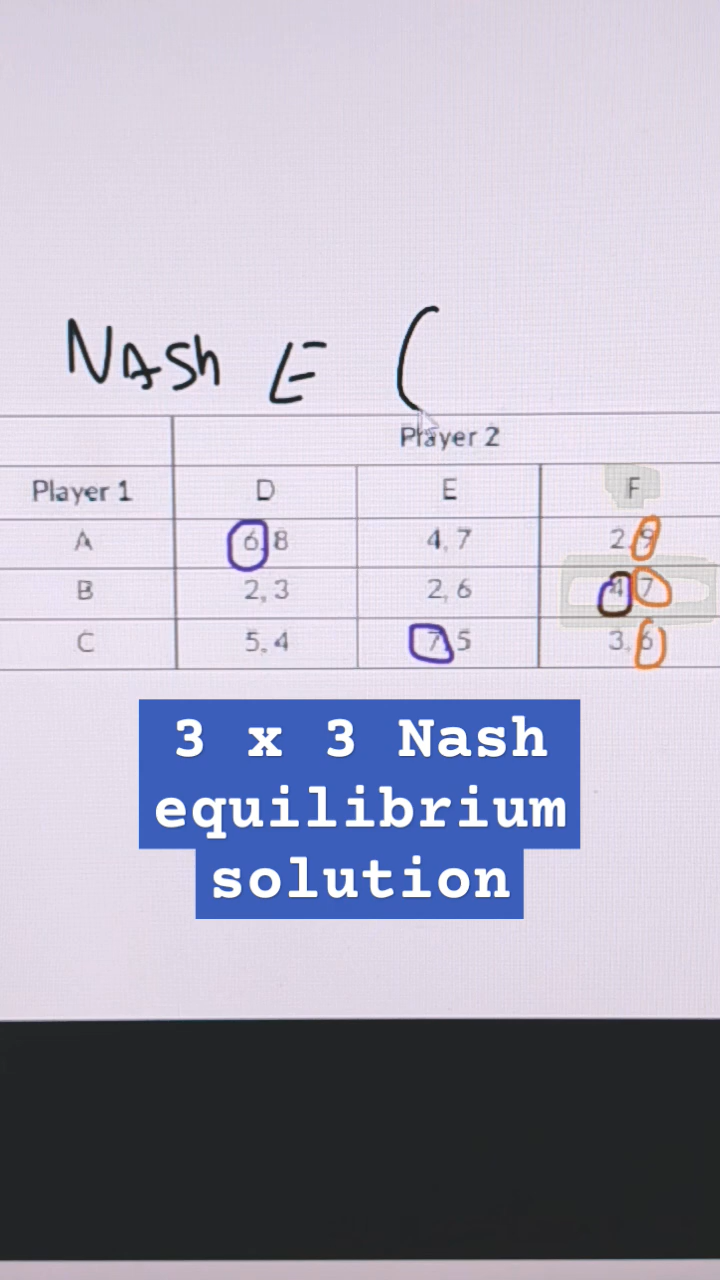 NASH E (
Player 2
Player 1 D E F
A 6, 8 4, 7 2, 9
B 2, 3 2, 6 4, 7
C 5, 4 7, 5 3, 6
3 x 3 Nash
equilibrium
solution